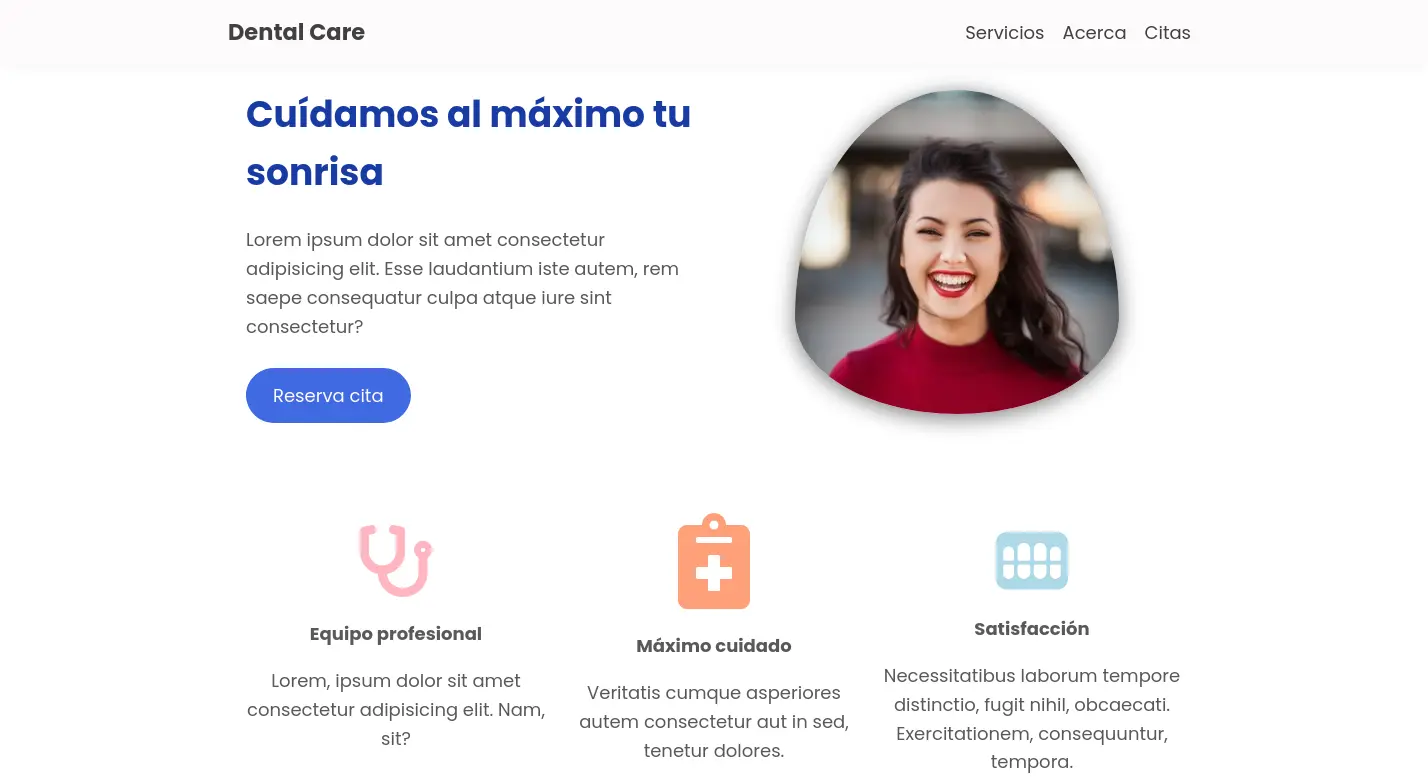 Dental Care
Servicios Acerca Citas
Cuídamos al máximo tu
sonrisa
Lorem ipsum dolor sit amet consectetur
adipisicing elit. Esse laudantium iste autem, rem
saepe consequatur culpa atque iure sint
consectetur?
Reserva cita
Equipo profesional
Lorem, ipsum dolor sit amet
consectetur adipisicing elit. Nam,
sit?
Máximo cuidado
Veritatis cumque asperiores
autem consectetur aut in sed,
tenetur dolores.
Satisfacción
Necessitatibus laborum tempore
distinctio, fugit nihil, obcaecati.
Exercitationem, consequuntur,
tempora.